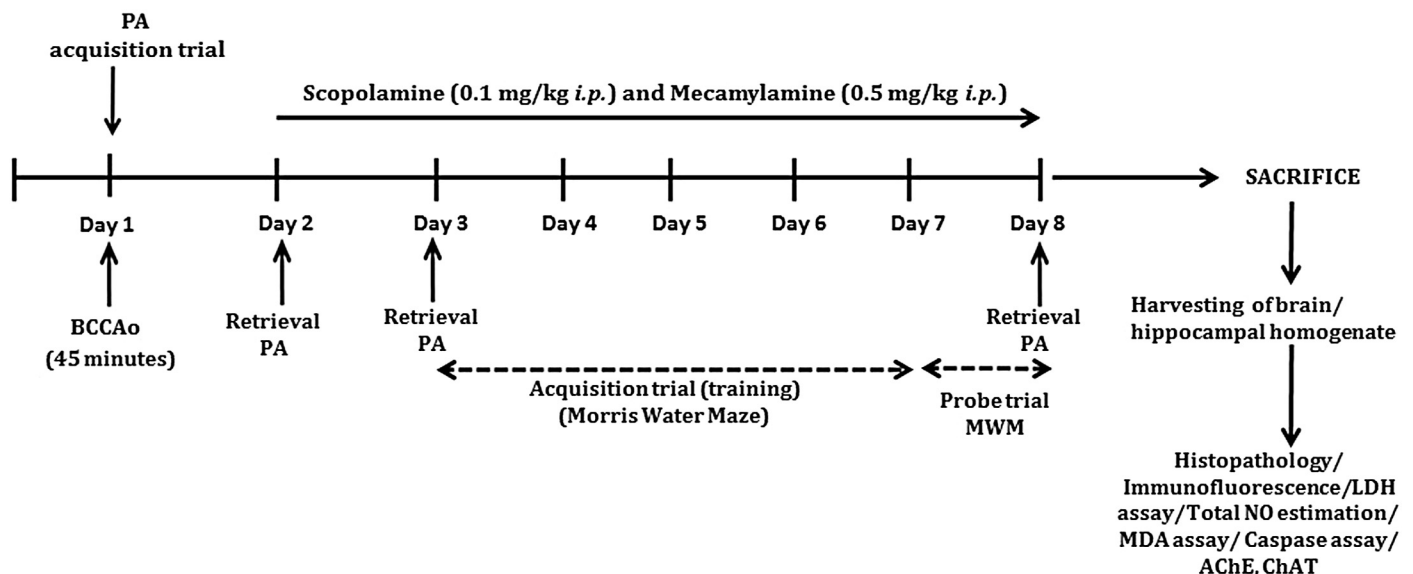 PA
acquisition trial
Scopolamine (0.1 mg/kg i.p.) and Mecamylamine (0.5 mg/kg i.p.)
SACRIFICE
Day 1
Day 2
Day 3
Day 4
Day 5
Day 6
Day 7
Day 8
BCCAo
(45 minutes)
Retrieval
PA
Retrieval
PA
Retrieval
PA
Acquisition trial (training)
(Morris Water Maze)
Probe trial
MWM
Harvesting of brain/
hippocampal homogenate
Histopathology/
Immunofluorescence/LDH
assay/Total NO estimation/
MDA assay/ Caspase assay/
AChE, ChAT